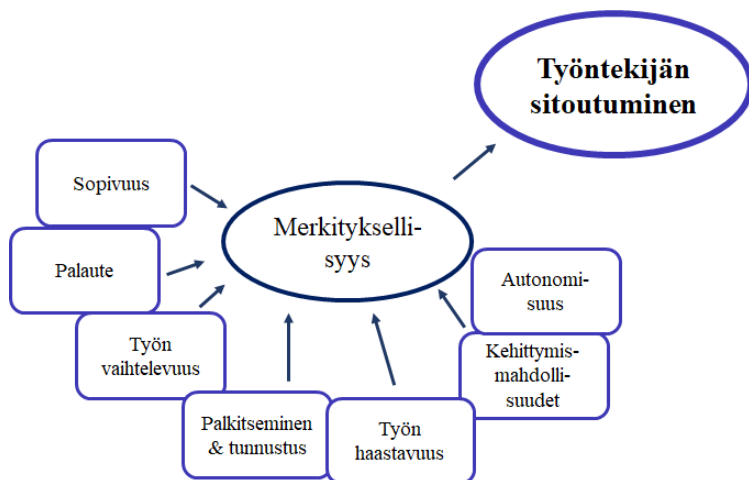 Työntekijän
sitoutuminen
Sopivuus
Merkitykselli-
syys
Palaute
Autonomi-
suus
Työn
vaihtelevuus
Kehittymis-
mahdolli-
suudet
Palkitseminen
& tunnustus
Työn
haastavuus